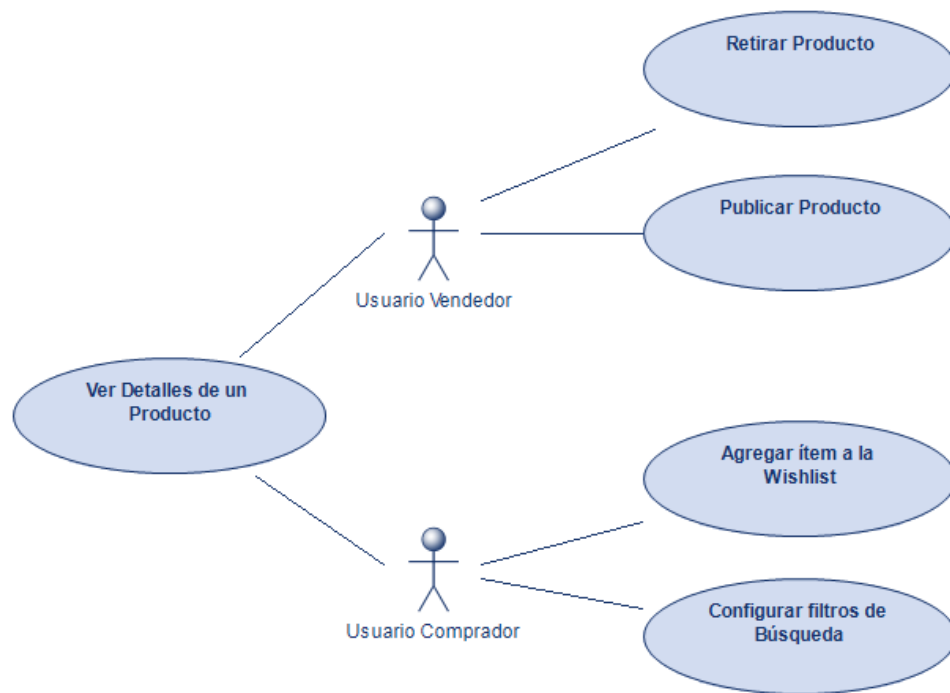 Retirar Producto
Publicar Producto
Usuario Vendedor
Ver Detalles de un
Producto
Agregar ítem a la
Wishlist
Usuario Comprador
Configurar filtros de
Búsqueda